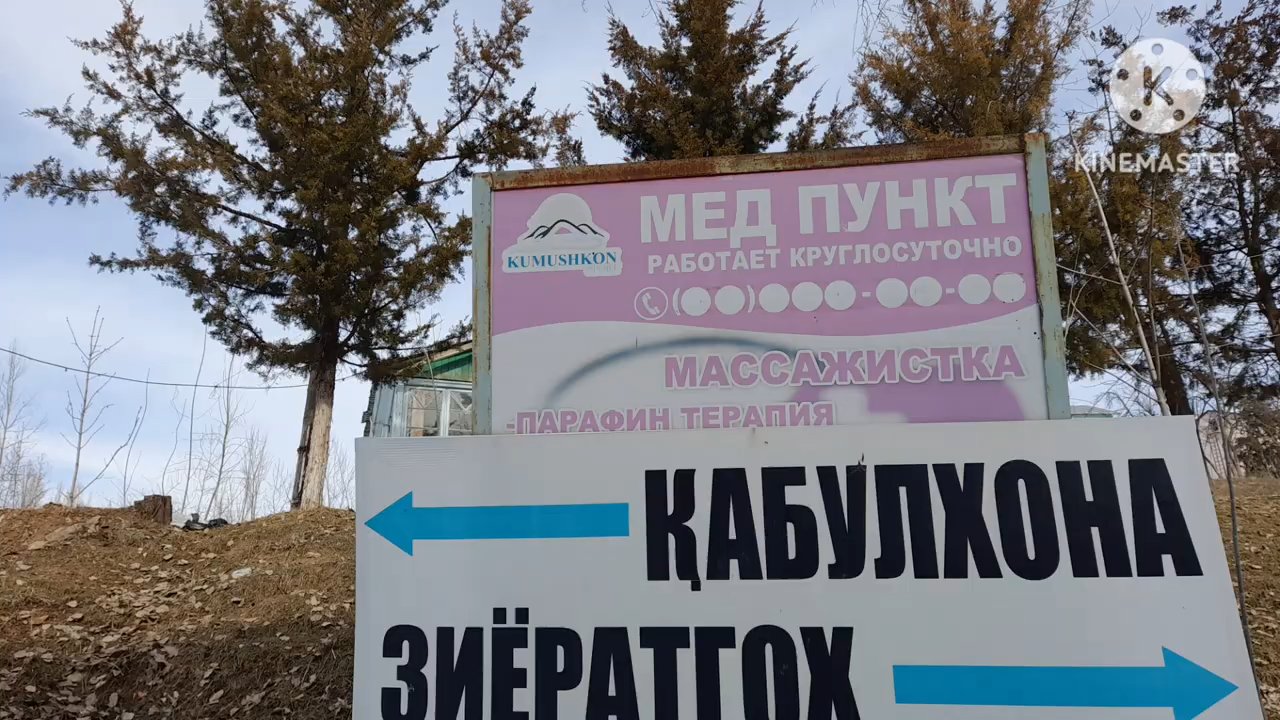 KINEMASTER
МЕД ПУНКТ
KUMUSHKON
РАБОТАЕТ КРУГЛОСУТОЧНО
МАССАЖИСТКА
-ПАРАФИН ТЕРАПИЯ
ҚАБУЛХОНА
ЗИЁРАТГОХ